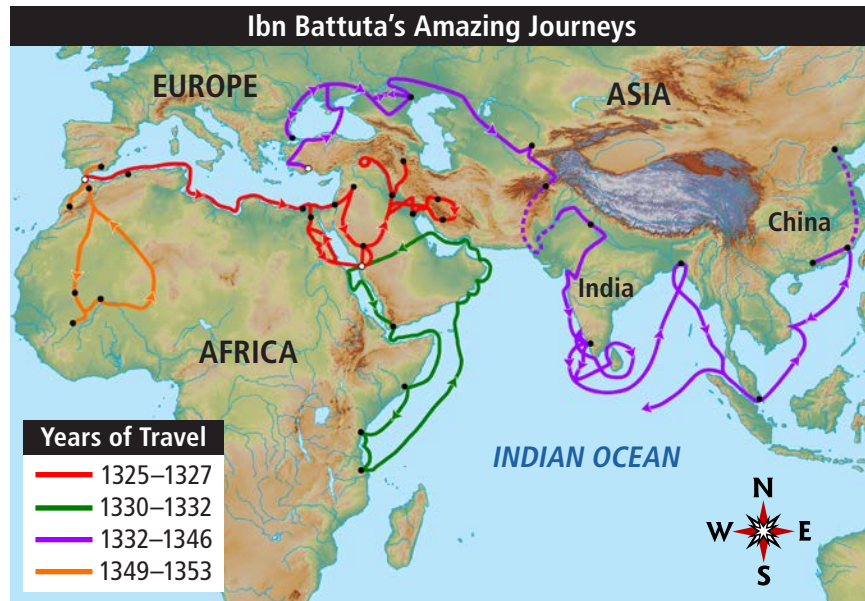 Ibn Battuta’s Amazing Journeys
EUROPE
ASIA
China
India
AFRICA
INDIAN OCEAN
Years of Travel
1325–1327
1330–1332
1332–1346
1349–1353
N
W
E
S